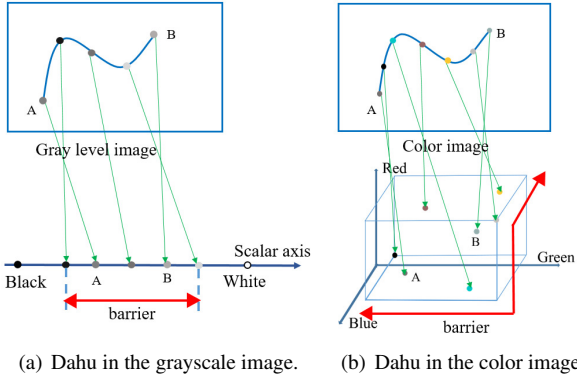 A
B
Gray level image
Scalar axis
A
B
Black
White
barrier
(a) Dahu in the grayscale image.
B
A
Color image
Red
B
Green
A
Blue
barrier
(b) Dahu in the color image